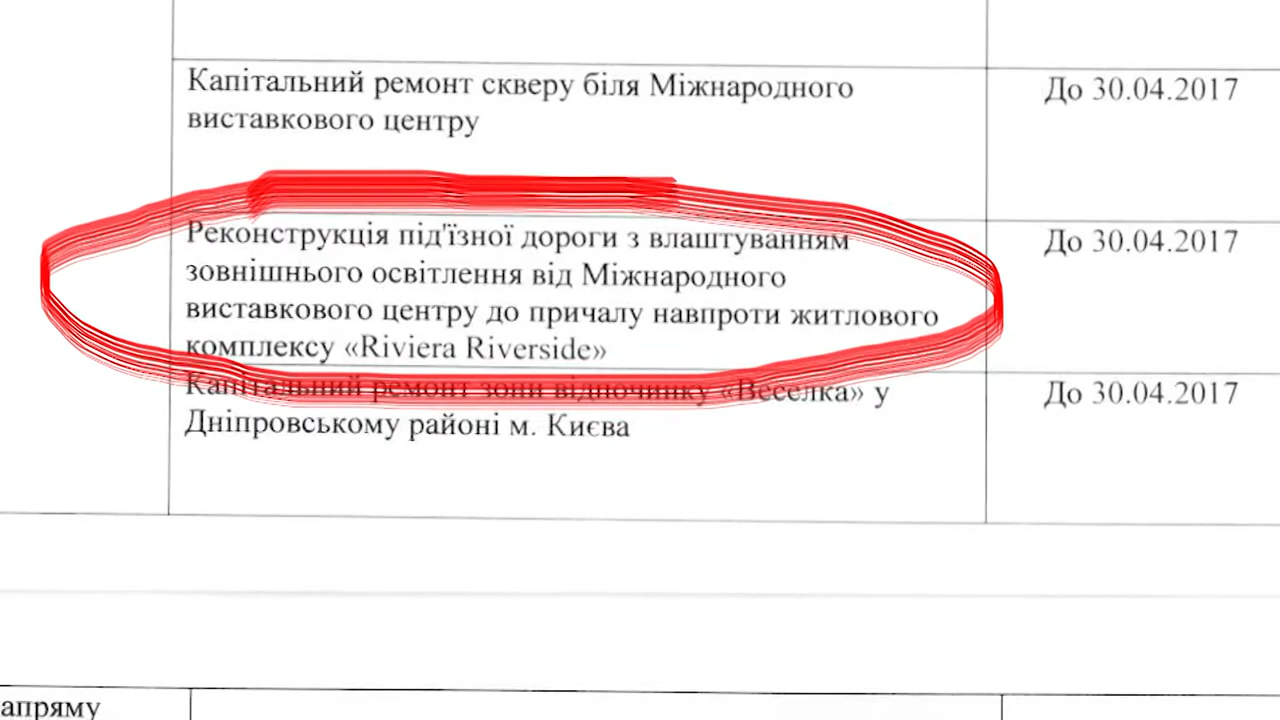 Капітальний ремонт скверу біля Міжнародного
виставкового центру
До 30.04.2017
Реконструкція під'їзної дороги з влаштуванням
зовнішнього освітлення від Міжнародного
виставкового центру до причалу навпроти житлового
комплексу «Riviera Riverside»
До 30.04.2017
Капітальний ремонт зони відпочинку «Веселка» у
Дніпровському районі м. Києва
До 30.04.2017
апряму